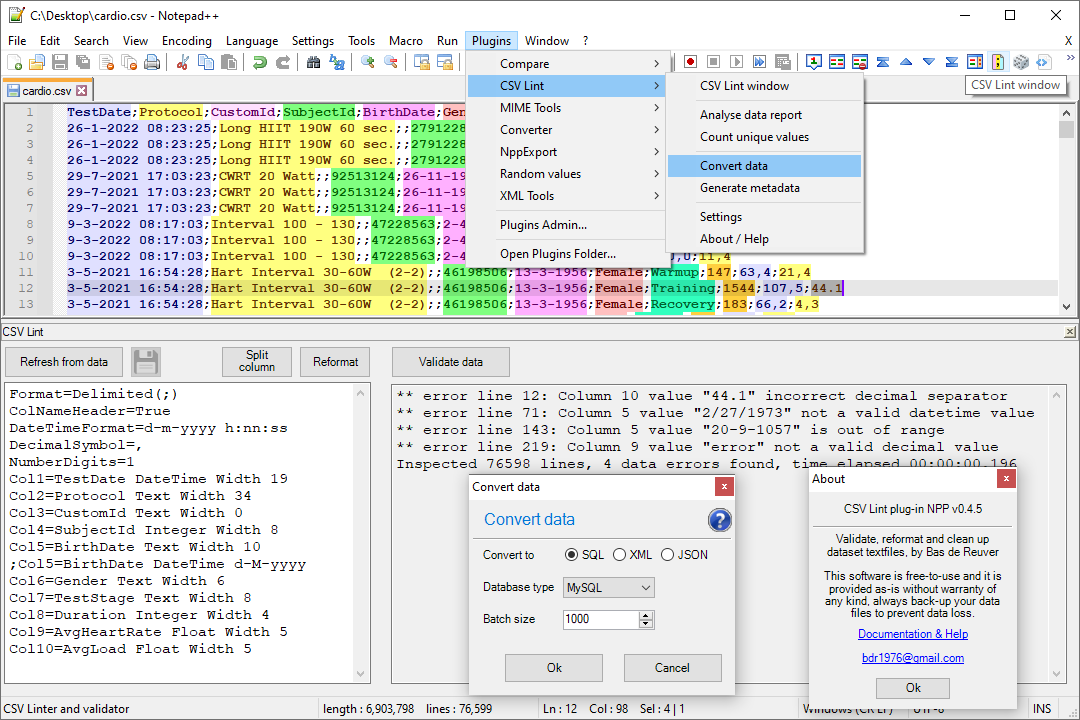 C:\Desktop\cardio.csv - Notepad++
File Edit Search View Encoding Language Settings Tools Macro Run Plugins Window ? X
cardio.csv
Compare
CSV Lint
MIME Tools
Converter
NppExport
Random values
XML Tools
Plugins Admin...
Open Plugins Folder...
CSV Lint window
Analyse data report
Count unique values
Convert data
Generate metadata
Settings
About / Help
CSV Lint window
1 TestDate;Protocol;CustomId;SubjectId;BirthDate;Gen
2 26-1-2022 08:23:25;Long HIIT 190W 60 sec.;;2791228
3 26-1-2022 08:23:25;Long HIIT 190W 60 sec.;;2791228
4 26-1-2022 08:23:25;Long HIIT 190W 60 sec.;;2791228
5 29-7-2021 17:03:23;CWRT 20 Watt;;92513124;26-11-19
6 29-7-2021 17:03:23;CWRT 20 Watt;;92513124;26-11-19
7 29-7-2021 17:03:23;CWRT 20 Watt;;92513124;26-11-19
8 9-3-2022 08:17:03;Interval 100 - 130;;47228563;2-4
9 9-3-2022 08:17:03;Interval 100 - 130;;47228563;2-4
10 9-3-2022 08:17:03;Interval 100 - 130;;47228563;2-4 ,0;11,4
11 3-5-2021 16:54:28;Hart Interval 30-60W (2-2);;46198506;13-3-1956;Female;Warmup;147;63,4;21,4
12 3-5-2021 16:54:28;Hart Interval 30-60W (2-2);;46198506;13-3-1956;Female;Training;1544;107,5;44.1
13 3-5-2021 16:54:28;Hart Interval 30-60W (2-2);;46198506;13-3-1956;Female;Recovery;183;66,2;4,3
CSV Lint
Refresh from data Split column Reformat Validate data
Format=Delimited(;)
ColNameHeader=True
DateTimeFormat=d-m-yyyy h:nn:ss
DecimalSymbol=,
NumberDigits=1
Col1=TestDate DateTime Width 19
Col2=Protocol Text Width 34
Col3=CustomId Text Width 0
Col4=SubjectId Integer Width 8
Col5=BirthDate Text Width 10
;Col5=BirthDate DateTime d-M-yyyy
Col6=Gender Text Width 6
Col7=TestStage Text Width 8
Col8=Duration Integer Width 4
Col9=AvgHeartRate Float Width 5
Col10=AvgLoad Float Width 5
** error line 12: Column 10 value "44.1" incorrect decimal separator
** error line 71: Column 5 value "2/27/1973" not a valid datetime value
** error line 143: Column 5 value "20-9-1057" is out of range
** error line 219: Column 9 value "error" not a valid decimal value
Inspected 76598 lines, 4 data errors found, time elapsed 00:00:00.196
Convert data
Convert data
Convert to SQL XML JSON
Database type MySQL
Batch size 1000
Ok Cancel
About
CSV Lint plug-in NPP v0.4.5
Validate, reformat and clean up
dataset textfiles, by Bas de Reuver
This software is free-to-use and it is
provided as-is without warranty of
any kind, always back-up your data
files to prevent data loss.
Documentation & Help
bdr1976@gmail.com
Ok
CSV Linter and validator length : 6,903,798 lines : 76,599 Ln : 12 Col : 98 Sel : 4 | 1 Windows (CR LF) UTF-8 INS